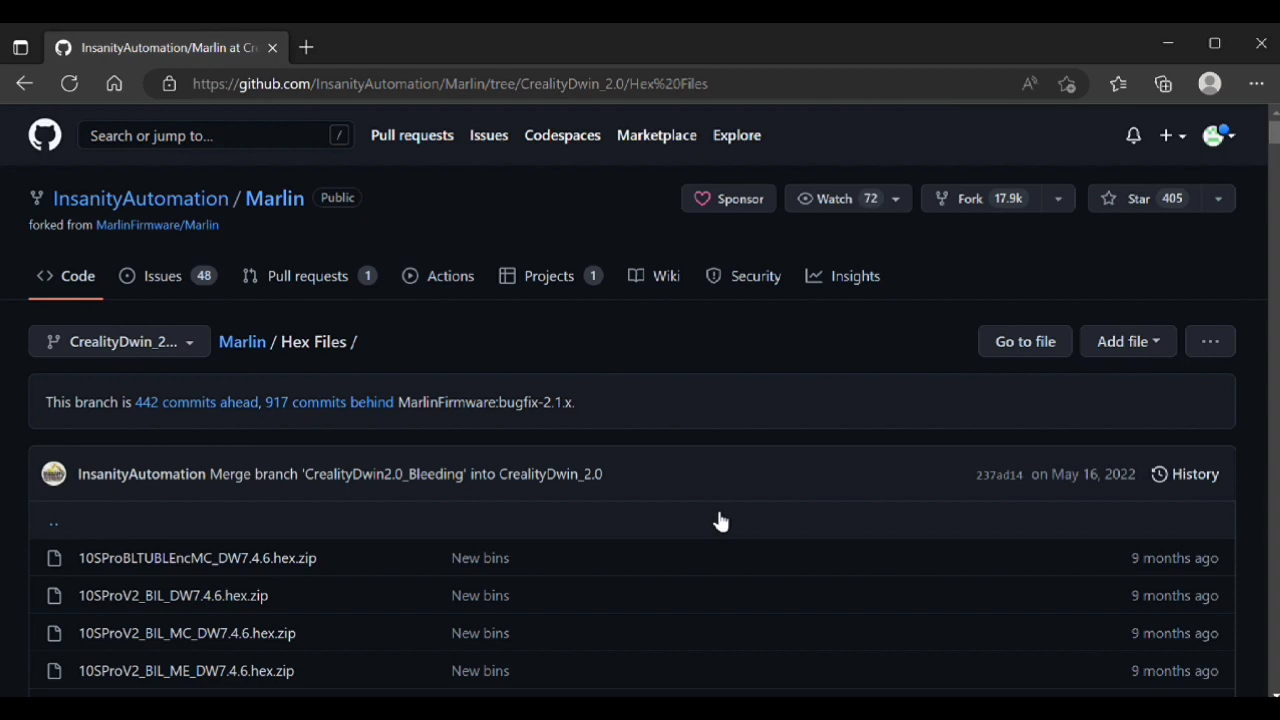 InsanityAutomation/Marlin at Cr
https://github.com/InsanityAutomation/Marlin/tree/CrealityDwin_2.0/Hex%20Files
Search or jump to... / Pull requests Issues Codespaces Marketplace Explore
InsanityAutomation / Marlin Public Sponsor Watch 72 Fork 17.9k Star 405
forked from MarlinFirmware/Marlin
Code Issues 48 Pull requests 1 Actions Projects 1 Wiki Security Insights
CrealityDwin_2... Marlin / Hex Files / Go to file Add file ...
This branch is 442 commits ahead, 917 commits behind MarlinFirmware:bugfix-2.1.x.
InsanityAutomation Merge branch 'CrealityDwin2.0_Bleeding' into CrealityDwin_2.0 237ad14 on May 16, 2022 History
..
10SProBLTUBLEncMC_DW7.4.6.hex.zip New bins 9 months ago
10SProV2_BIL_DW7.4.6.hex.zip New bins 9 months ago
10SProV2_BIL_MC_DW7.4.6.hex.zip New bins 9 months ago
10SProV2_BIL_ME_DW7.4.6.hex.zip New bins 9 months ago